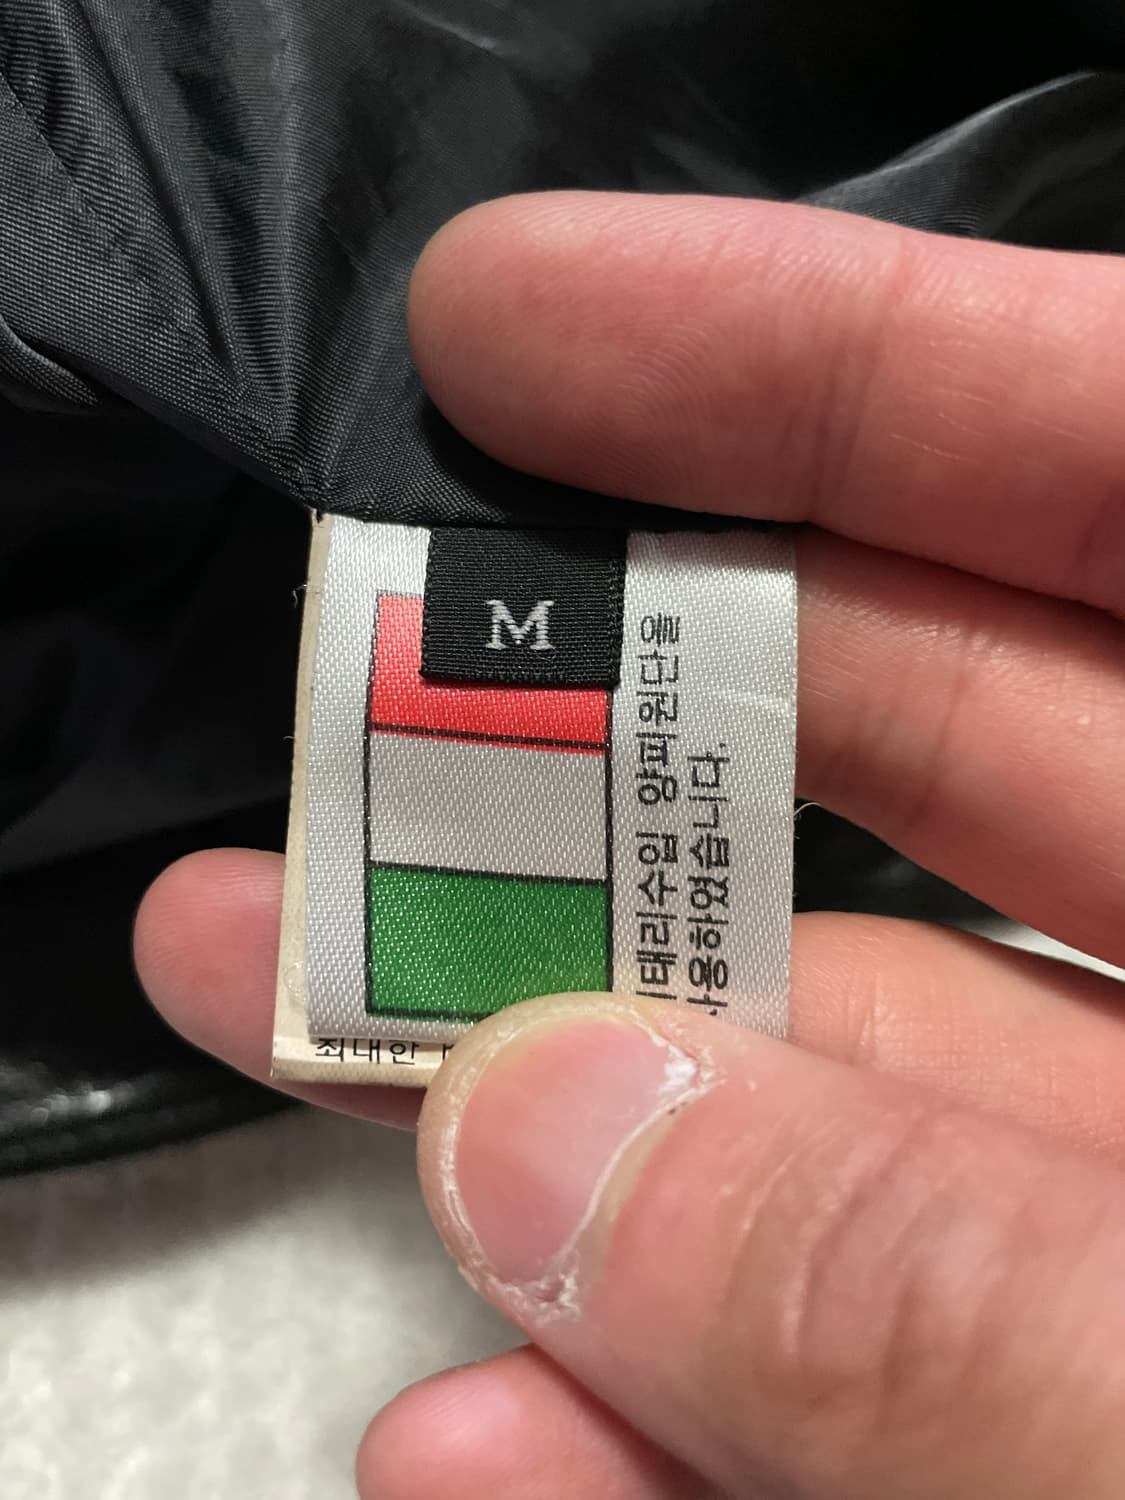 M
이태리수입 양피원단을
사용하였습니다.
최대한